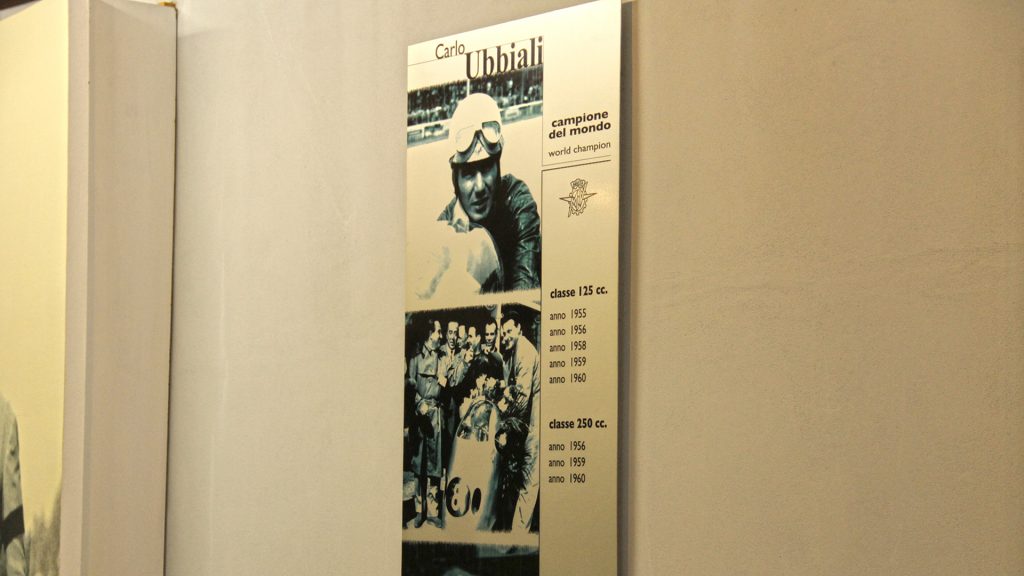 Carlo
Ubbiali
campione
del mondo
world champion
classe 125 cc.
anno 1955
anno 1956
anno 1958
anno 1959
anno 1960
classe 250 cc.
anno 1956
anno 1959
anno 1960